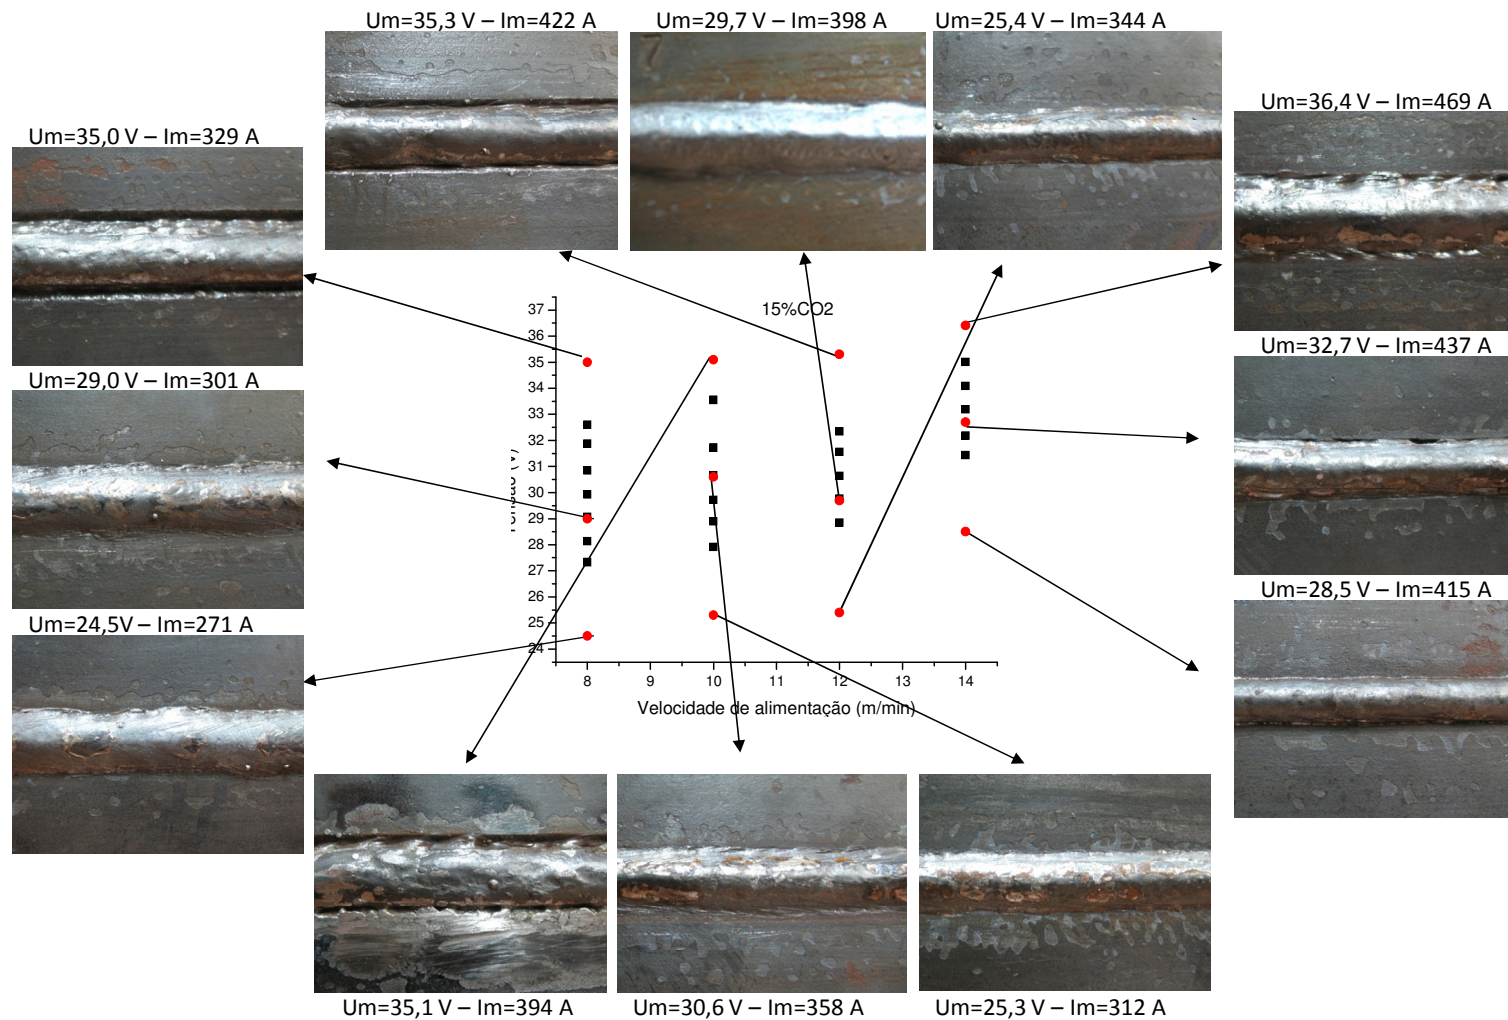 Um=35,3 V – Im=422 A
Um=29,7 V – Im=398 A
Um=25,4 V – Im=344 A
Um=36,4 V – Im=469 A
Um=35,0 V – Im=329 A
Um=32,7 V – Im=437 A
Um=29,0 V – Im=301 A
Um=28,5 V – Im=415 A
Um=24,5V – Im=271 A
15%CO2
37
36
35
34
33
32
31
30
29
28
27
26
25
24
8 9 10 11 12 13 14
Velocidade de alimentação (m/min)
Um=35,1 V – Im=394 A
Um=30,6 V – Im=358 A
Um=25,3 V – Im=312 A